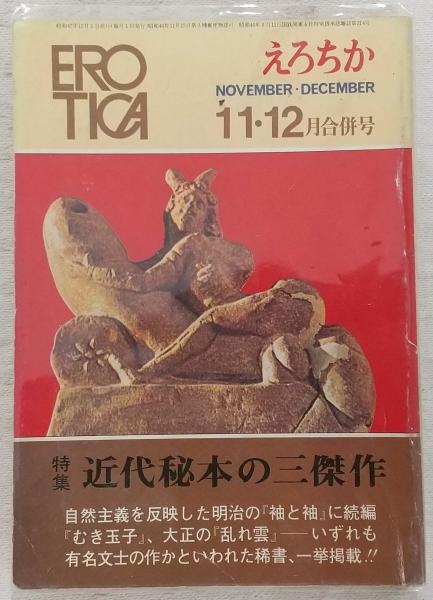 ERO
TICA
えろちか
NOVEMBER・DECEMBER
11・12月合併号
特集 近代秘本の三傑作
自然主義を反映した明治の『袖と袖』に続編
『むき玉子』、大正の『乱れ雲』――いずれも
有名文士の作かといわれた稀書、一挙掲載!!